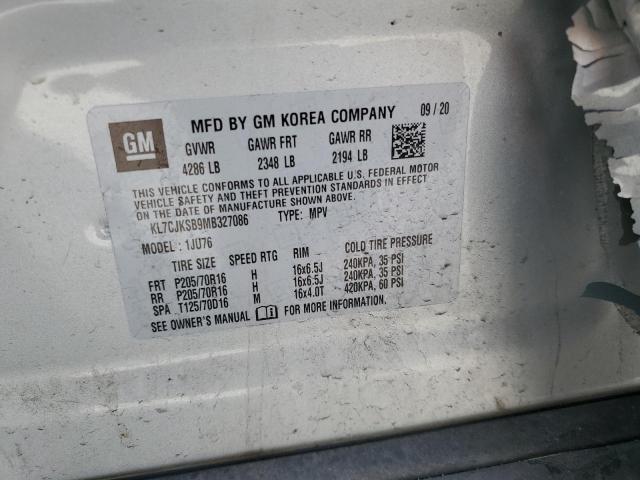 GM
MFD BY GM KOREA COMPANY 09/20
GVWR GAWR FRT GAWR RR
4286 LB 2348 LB 2194 LB
THIS VEHICLE CONFORMS TO ALL APPLICABLE U.S. FEDERAL MOTOR
VEHICLE SAFETY AND THEFT PREVENTION STANDARDS IN EFFECT
ON THE DATE OF MANUFACTURE SHOWN ABOVE.
KL7CJKSB9MB327086 TYPE: MPV
MODEL: 1JU76
TIRE SIZE SPEED RTG RIM COLD TIRE PRESSURE
FRT P205/70R16 H 16x6.5J 240KPA, 35 PSI
RR P205/70R16 H 16x6.5J 240KPA, 35 PSI
SPA T125/70D16 M 16x4.0T 420KPA, 60 PSI
SEE OWNER'S MANUAL FOR MORE INFORMATION.